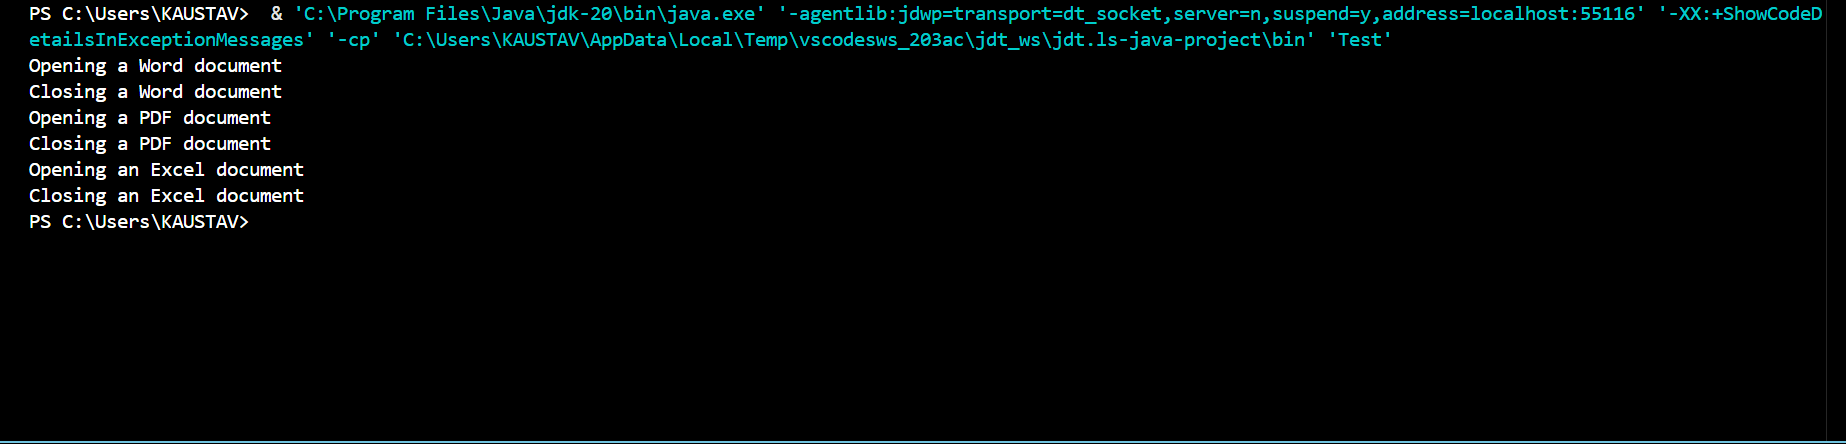 PS C:\Users\KAUSTAV>  & 'C:\Program Files\Java\jdk-20\bin\java.exe' '-agentlib:jdwp=transport=dt_socket,server=n,suspend=y,address=localhost:55116' '-XX:+ShowCodeD
etailsInExceptionMessages' '-cp' 'C:\Users\KAUSTAV\AppData\Local\Temp\vscodesws_203ac\jdt_ws\jdt.ls-java-project\bin' 'Test'
Opening a Word document
Closing a Word document
Opening a PDF document
Closing a PDF document
Opening an Excel document
Closing an Excel document
PS C:\Users\KAUSTAV>